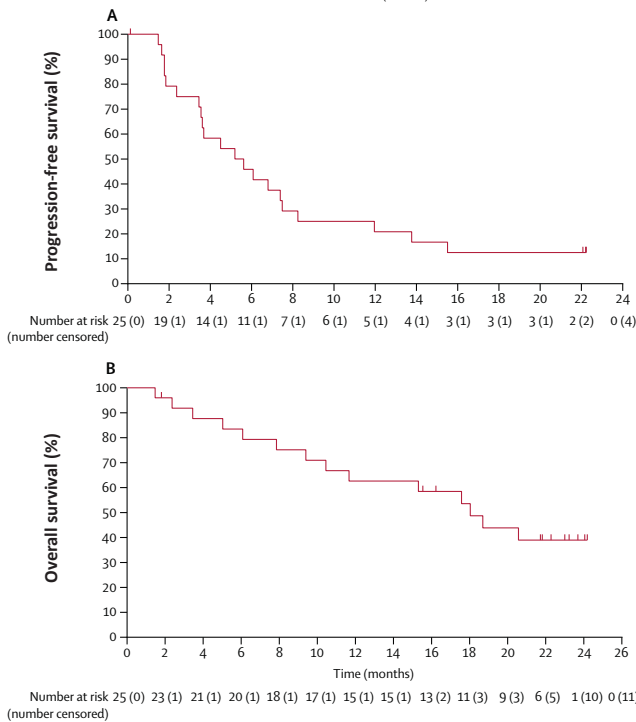 A
Progression-free survival (%)
100
90
80
70
60
50
40
30
20
10
0
0 2 4 6 8 10 12 14 16 18 20 22 24
Number at risk 25 (0) 19 (1) 14 (1) 11 (1) 7 (1) 6 (1) 5 (1) 4 (1) 3 (1) 3 (1) 3 (1) 2 (2) 0 (4)
(number censored)
B
Overall survival (%)
100
90
80
70
60
50
40
30
20
10
0
0 2 4 6 8 10 12 14 16 18 20 22 24 26
Time (months)
Number at risk 25 (0) 23 (1) 21 (1) 20 (1) 18 (1) 17 (1) 15 (1) 15 (1) 13 (2) 11 (3) 9 (3) 6 (5) 1 (10) 0 (11)
(number censored)